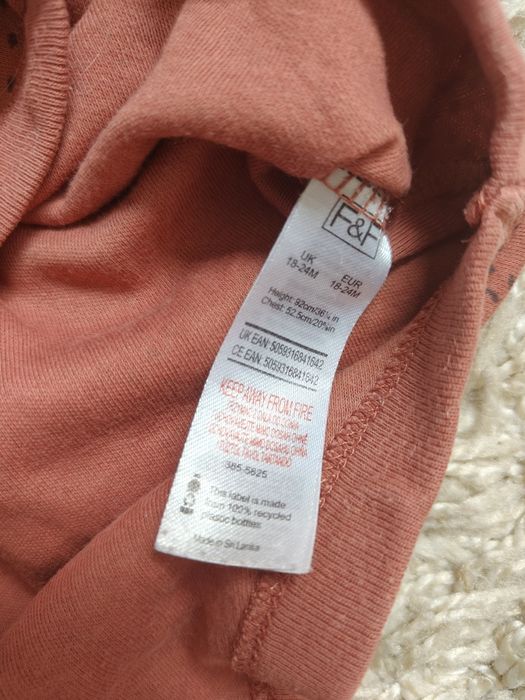 F&F
UK EUR
18-24M 18-24M
Height: 92cm/36¼ in
Chest: 52.5cm/20¾in
UK EAN: 5059316841642
CE EAN: 5059316841642
KEEP AWAY FROM FIRE
385-5625
This label is made
from 100% recycled
plastic bottles
Made in Sri Lanka